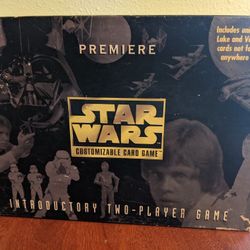 PREMIERE
Includes
Luke and
cards not
anywhere
STAR
WARS
CUSTOMIZABLE CARD GAME
INTRODUCTORY TWO-PLAYER GAME